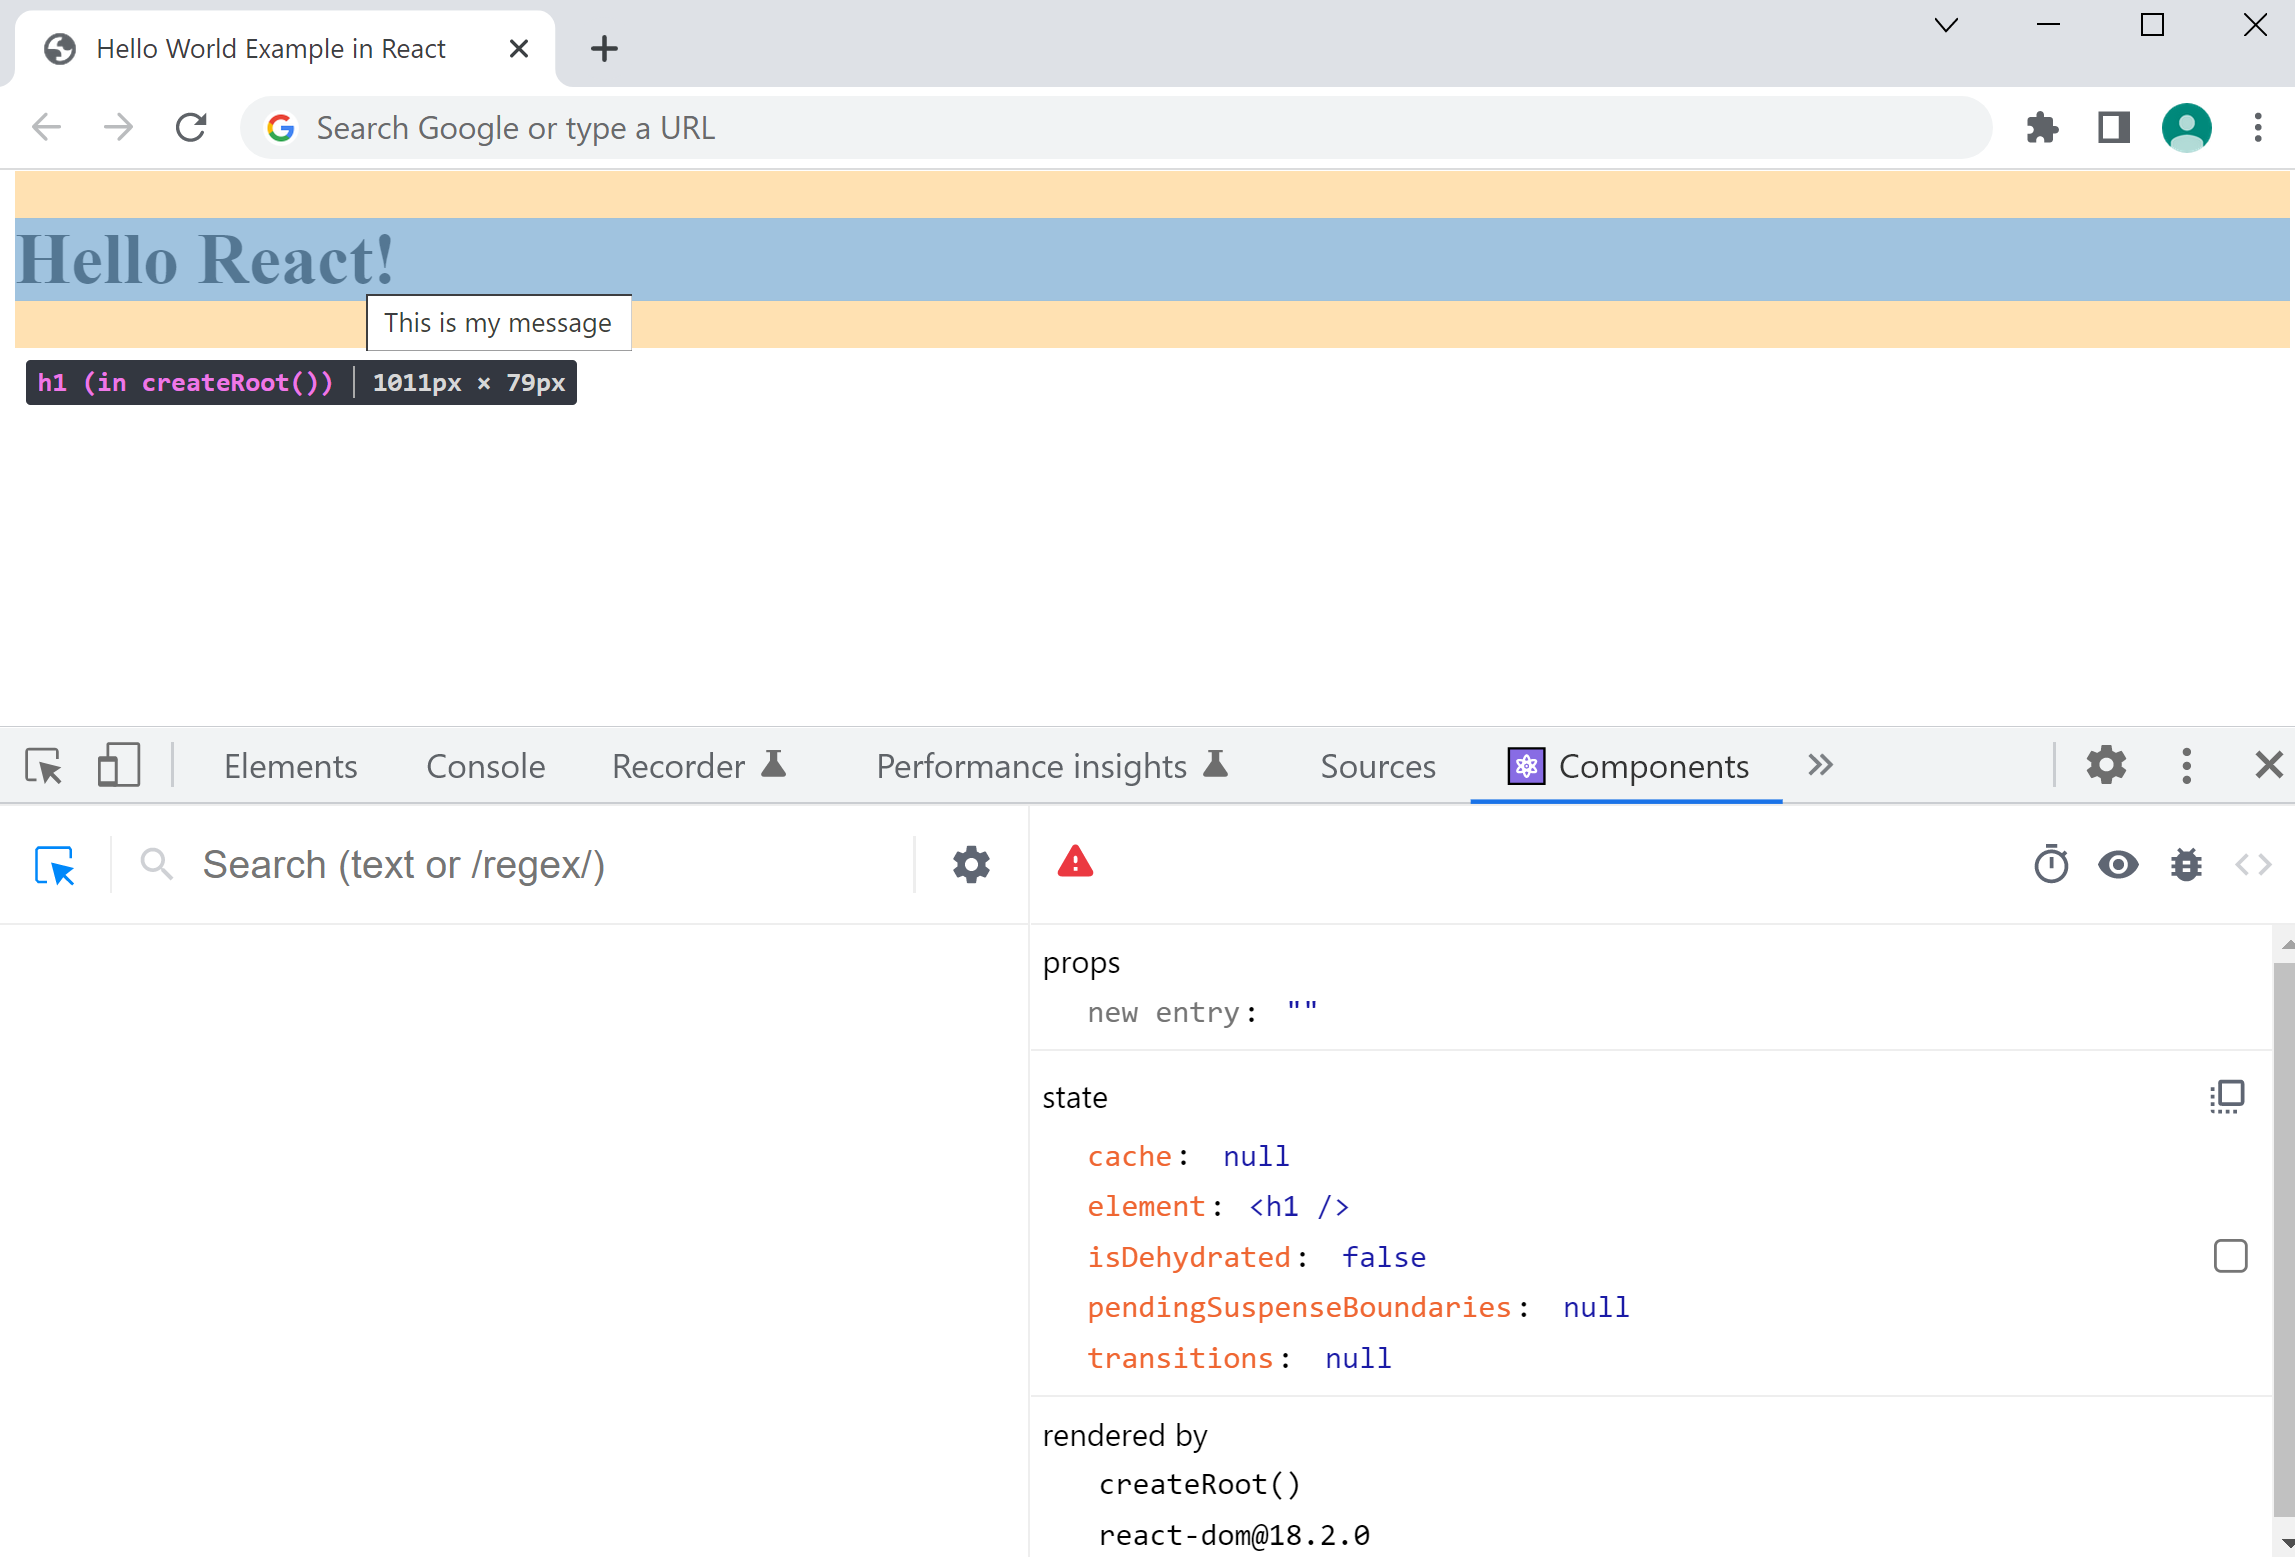 Hello World Example in React
Search Google or type a URL
Hello React!
This is my message
h1 (in createRoot()) | 1011px × 79px
Elements Console Recorder Performance insights Sources Components
Search (text or /regex/)
props
new entry: ""
state
cache: null
element: <h1 />
isDehydrated: false
pendingSuspenseBoundaries: null
transitions: null
rendered by
createRoot()
react-dom@18.2.0